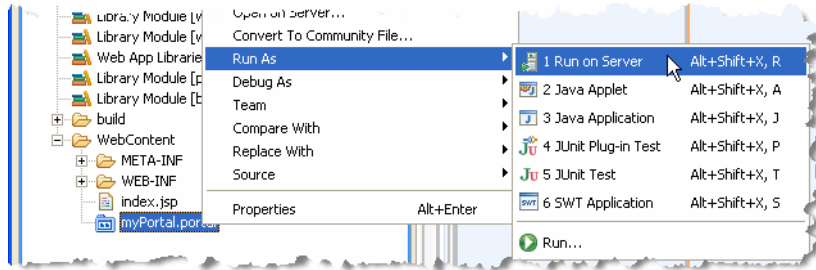 Library Module [w
Library Module [w
Web App Librarie
Library Module [p
Library Module [b
build
WebContent
META-INF
WEB-INF
index.jsp
myPortal.portal
Open on Server...
Convert To Community File...
Run As
Debug As
Team
Compare With
Replace With
Source
Properties Alt+Enter
1 Run on Server Alt+Shift+X, R
2 Java Applet Alt+Shift+X, A
3 Java Application Alt+Shift+X, J
4 JUnit Plug-in Test Alt+Shift+X, P
5 JUnit Test Alt+Shift+X, T
6 SWT Application Alt+Shift+X, S
Run...